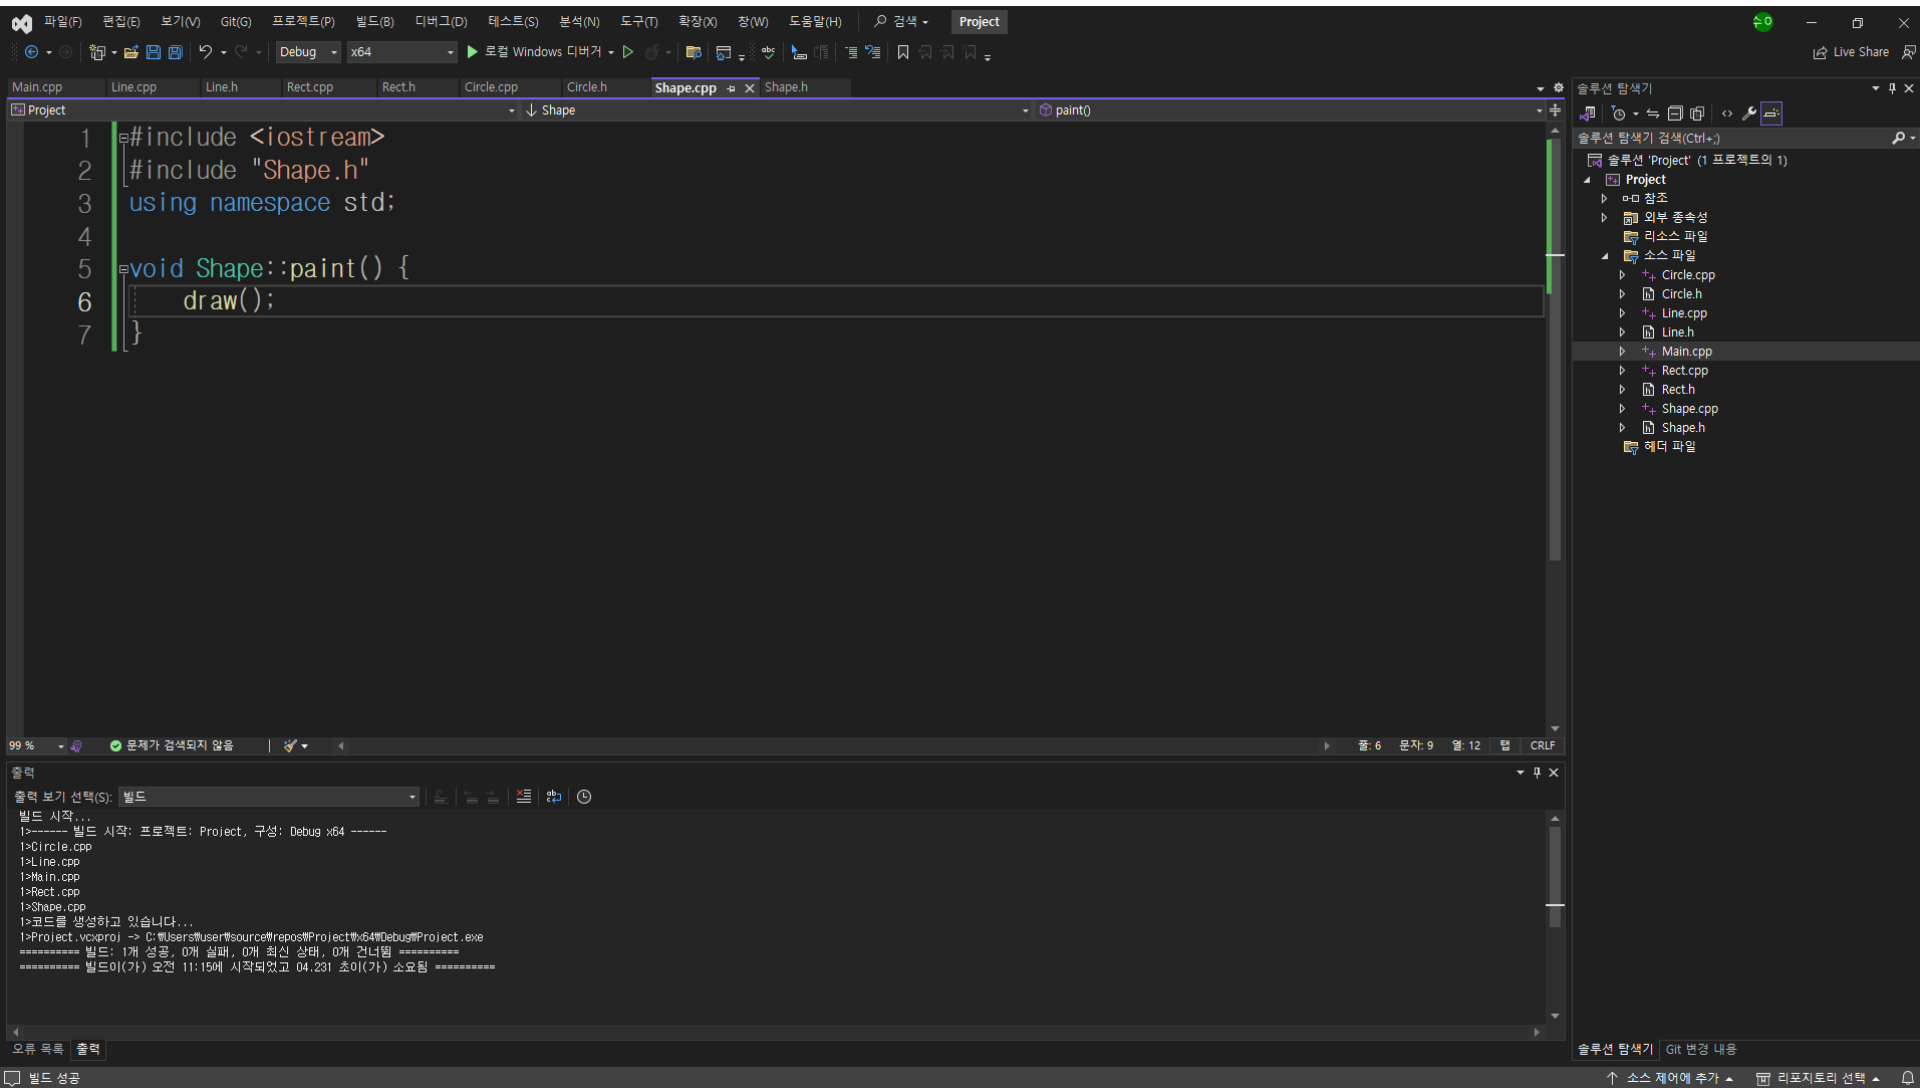 파일(F) 편집(E) 보기(V) Git(G) 프로젝트(P) 빌드(B) 디버그(D) 테스트(S) 분석(N) 도구(T) 확장(X) 창(W) 도움말(H) 검색 Project 순0
Debug x64 로컬 Windows 디버거 Live Share
Main.cpp Line.cpp Line.h Rect.cpp Rect.h Circle.cpp Circle.h Shape.cpp Shape.h
Project Shape paint()
1 #include <iostream>
2 #include "Shape.h"
3 using namespace std;
4
5 void Shape::paint() {
6 draw();
7 }
99 % 문제가 검색되지 않음 줄: 6 문자: 9 열: 12 탭 CRLF
출력
출력 보기 선택(S): 빌드
빌드 시작...
1>------ 빌드 시작: 프로젝트: Project, 구성: Debug x64 ------
1>Circle.cpp
1>Line.cpp
1>Main.cpp
1>Rect.cpp
1>Shape.cpp
1>코드를 생성하고 있습니다...
1>Project.vcxproj -> C:₩Users₩user₩source₩repos₩Project₩x64₩Debug₩Project.exe
========== 빌드: 1개 성공, 0개 실패, 0개 최신 상태, 0개 건너뜀 ==========
========== 빌드이(가) 오전 11:15에 시작되었고 04.231 초이(가) 소요됨 ==========
오류 목록 출력
솔루션 탐색기
솔루션 탐색기 검색(Ctrl+;)
솔루션 'Project' (1 프로젝트의 1)
Project
참조
외부 종속성
리소스 파일
소스 파일
Circle.cpp
Circle.h
Line.cpp
Line.h
Main.cpp
Rect.cpp
Rect.h
Shape.cpp
Shape.h
헤더 파일
솔루션 탐색기 Git 변경 내용
빌드 성공 소스 제어에 추가 리포지토리 선택